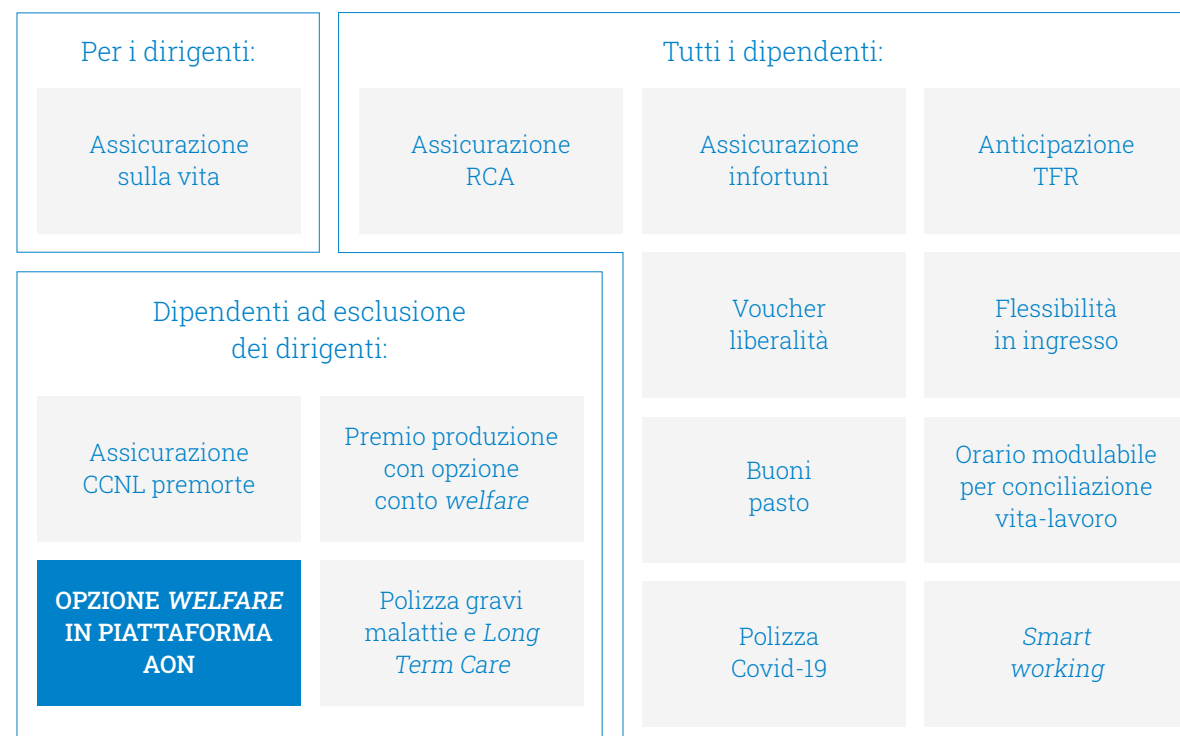 Per i dirigenti:
Assicurazione
sulla vita
Tutti i dipendenti:
Assicurazione
RCA
Assicurazione
infortuni
Anticipazione
TFR
Voucher
liberalità
Flessibilità
in ingresso
Buoni
pasto
Orario modulabile
per conciliazione
vita-lavoro
Polizza
Covid-19
Smart
working
Dipendenti ad esclusione
dei dirigenti:
Assicurazione
CCNL premorte
Premio produzione
con opzione
conto welfare
OPZIONE WELFARE
IN PIATTAFORMA
AON
Polizza gravi
malattie e Long
Term Care